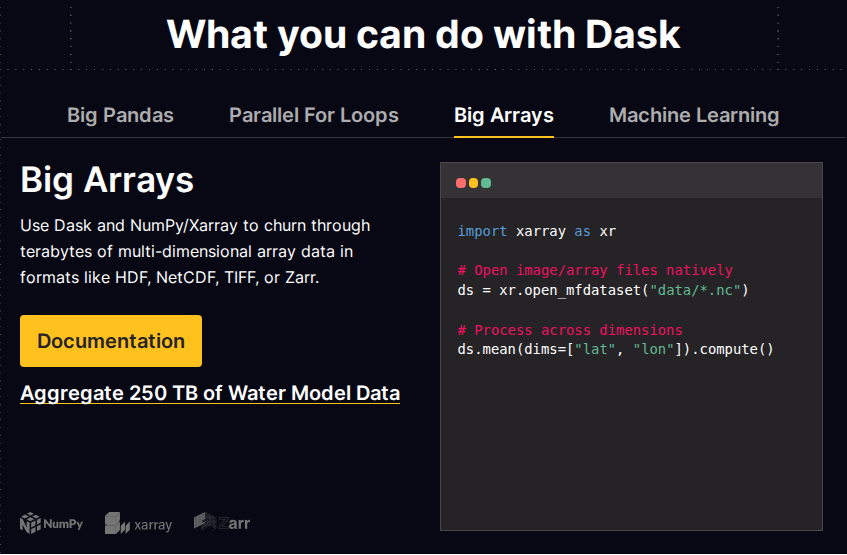 What you can do with Dask
Big Pandas Parallel For Loops Big Arrays Machine Learning
Big Arrays
Use Dask and NumPy/Xarray to churn through
terabytes of multi-dimensional array data in
formats like HDF, NetCDF, TIFF, or Zarr.
Documentation
Aggregate 250 TB of Water Model Data
NumPy xarray Zarr
import xarray as xr
# Open image/array files natively
ds = xr.open_mfdataset("data/*.nc")
# Process across dimensions
ds.mean(dims=["lat", "lon"]).compute()